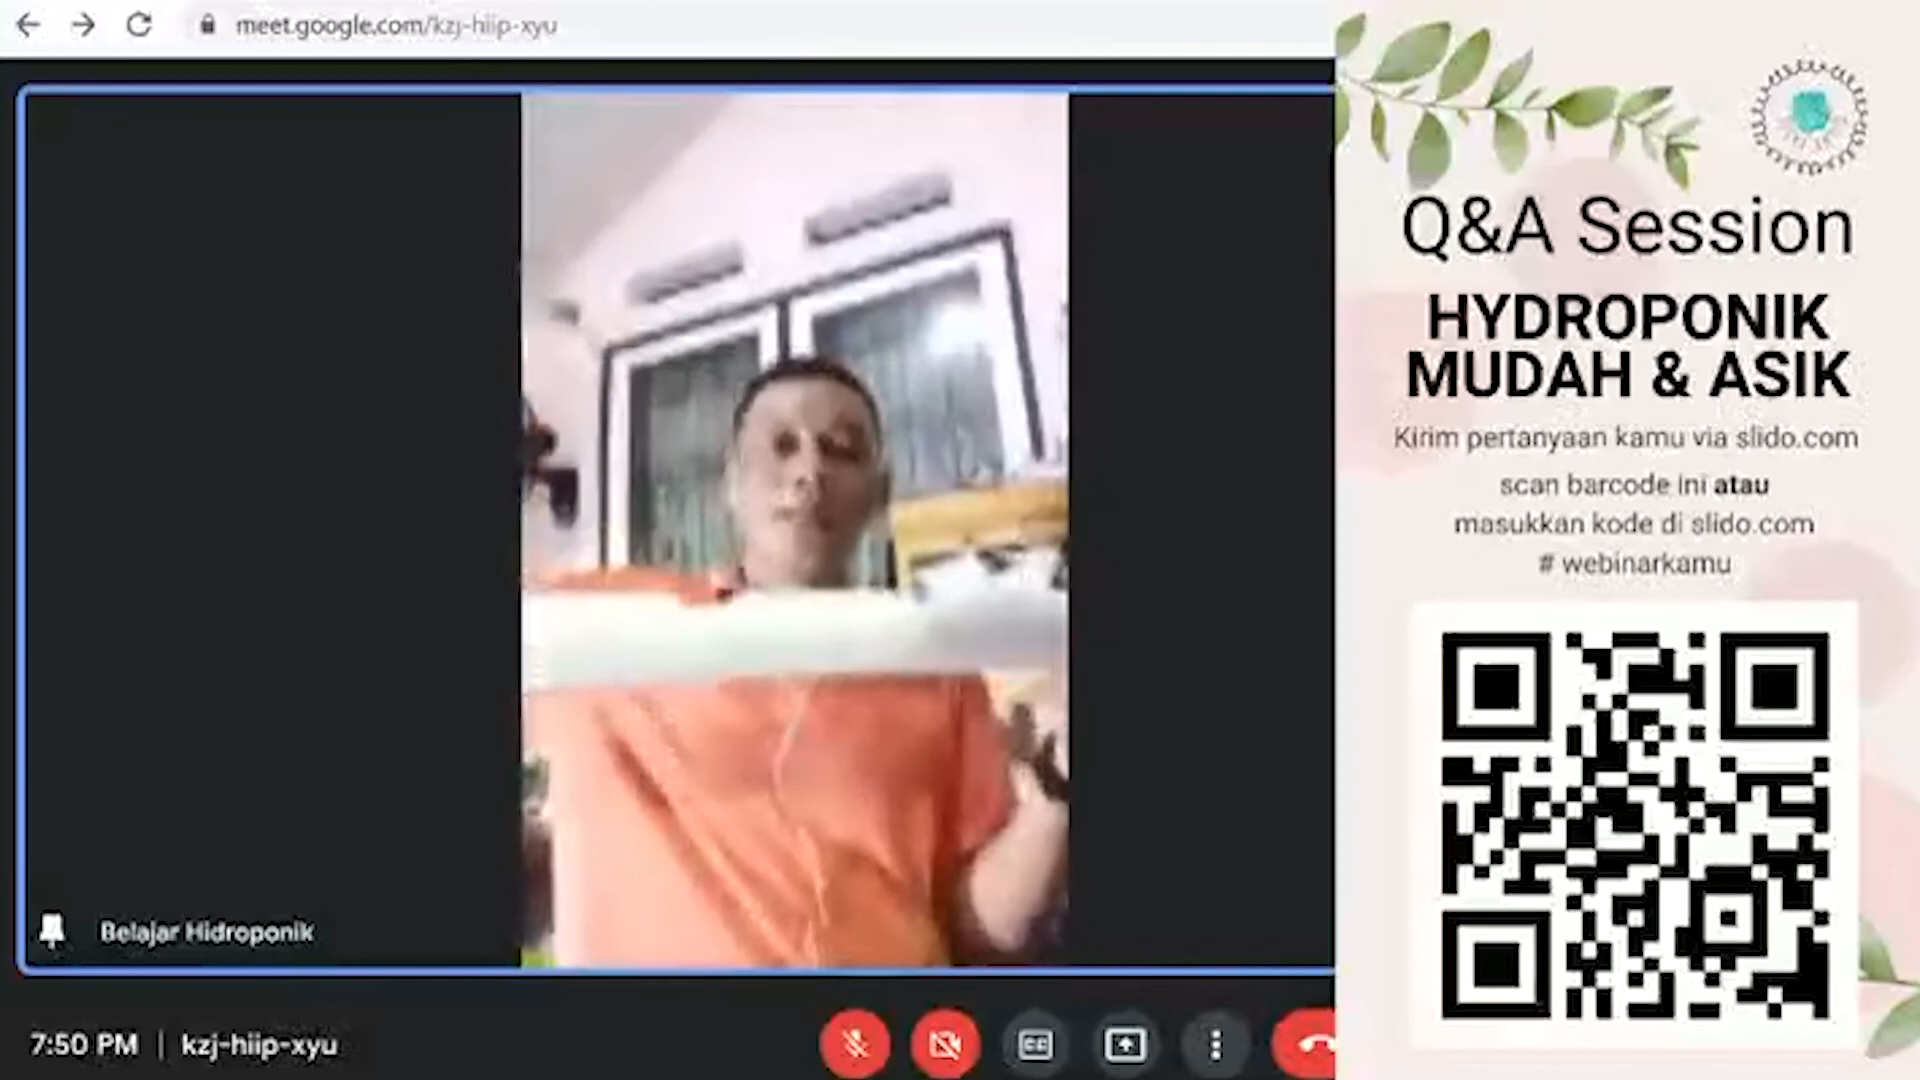 meet.google.com/kzj-hiip-xyu
Belajar Hidroponik
7:50 PM | kzj-hiip-xyu
Q&A Session
HYDROPONIK
MUDAH & ASIK
Kirim pertanyaan kamu via slido.com
scan barcode ini atau
masukkan kode di slido.com
# webinarkamu